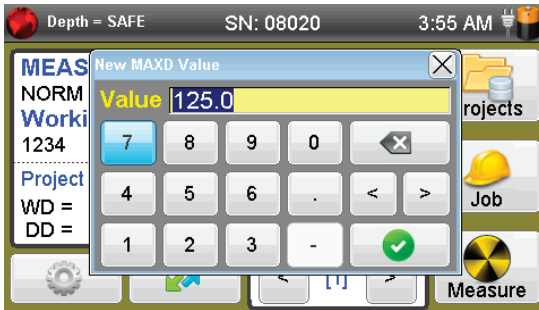 Depth = SAFE SN: 08020 3:55 AM
New MAXD Value
Value 125.0
MEAS
NORM
Worki
1234
Project
WD =
DD =
7 8 9 0
4 5 6 . < >
1 2 3 -
rojects
Job
Measure
< [1] >